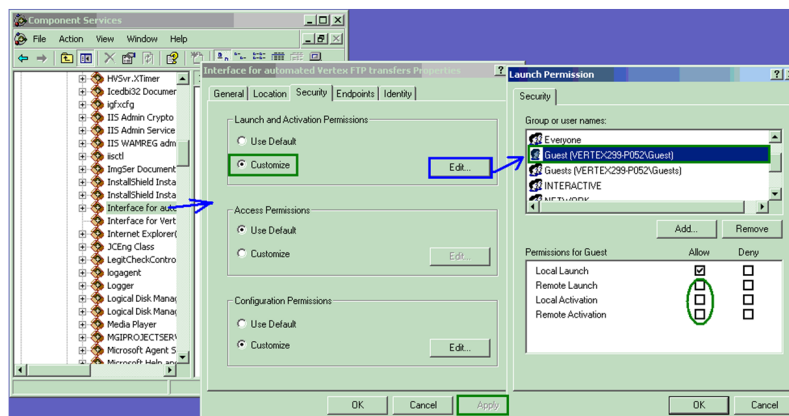 Component Services
File Action View Window Help
HVSvr.XTimer
Icedbi32 Documer
igfxcfg
IIS Admin Crypto
IIS Admin Service
IIS WAMREG adm
iisctl
ImgSer Document
InstallShield Insta
InstallShield Insta
Interface for auto
Interface for Vert
Internet Explorer(
JCEng Class
LegitCheckContro
logagent
Logger
Logical Disk Manag
Logical Disk Manag
Media Player
MGIPROJECTSERV
Microsoft Agent S
Microsoft Help and
Interface for automated Vertex FTP transfers Properties
General Location Security Endpoints Identity
Launch and Activation Permissions
Use Default
Customize
Edit...
Access Permissions
Use Default
Customize
Edit...
Configuration Permissions
Use Default
Customize
Edit...
OK Cancel Apply
Launch Permission
Security
Group or user names:
Everyone
Guest (VERTEX299-P052\Guest)
Guests (VERTEX299-P052\Guests)
INTERACTIVE
NETWORK
Add... Remove
Permissions for Guest Allow Deny
Local Launch
Remote Launch
Local Activation
Remote Activation
OK Cancel